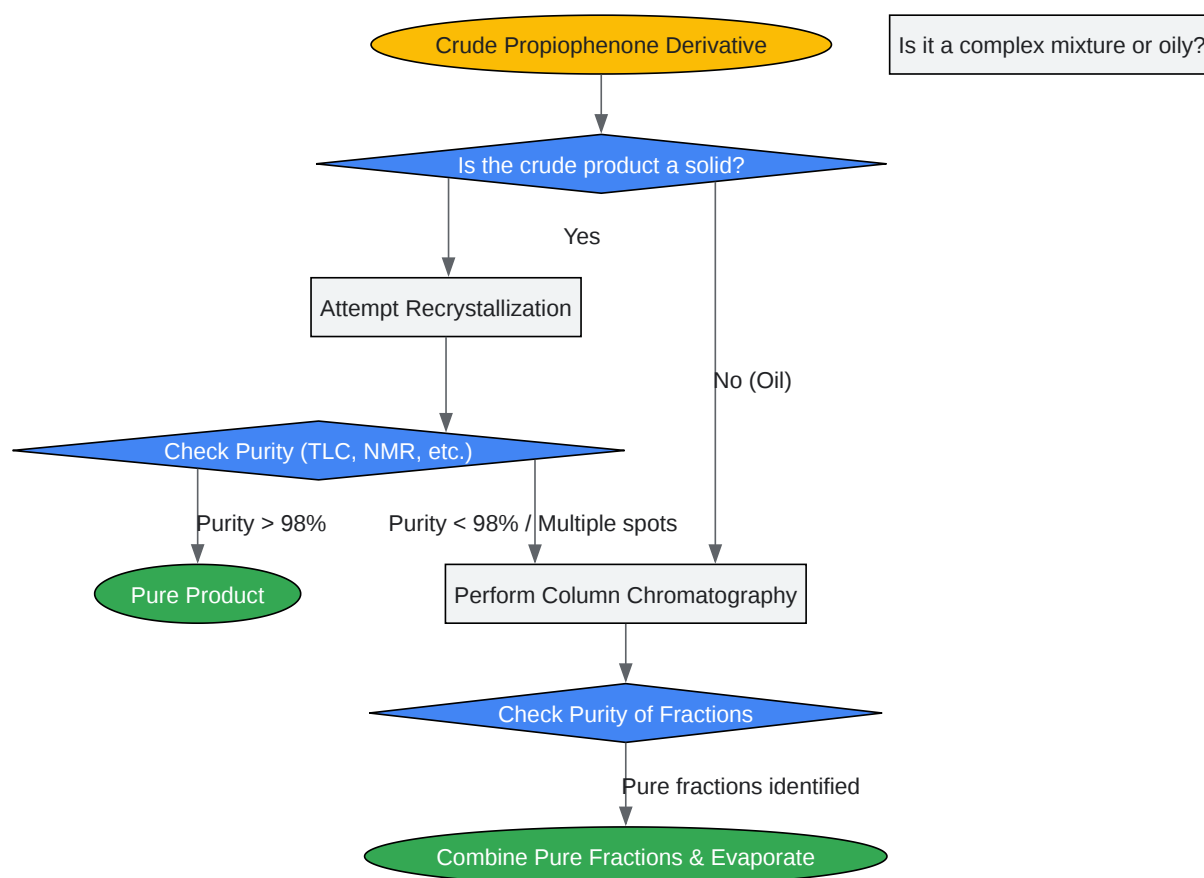 Crude Propiophenone Derivative
Is it a complex mixture or oily?
Is the crude product a solid?
Yes
Attempt Recrystallization
No (Oil)
Check Purity (TLC, NMR, etc.)
Purity > 98%
Purity < 98% / Multiple spots
Pure Product
Perform Column Chromatography
Check Purity of Fractions
Pure fractions identified
Combine Pure Fractions & Evaporate